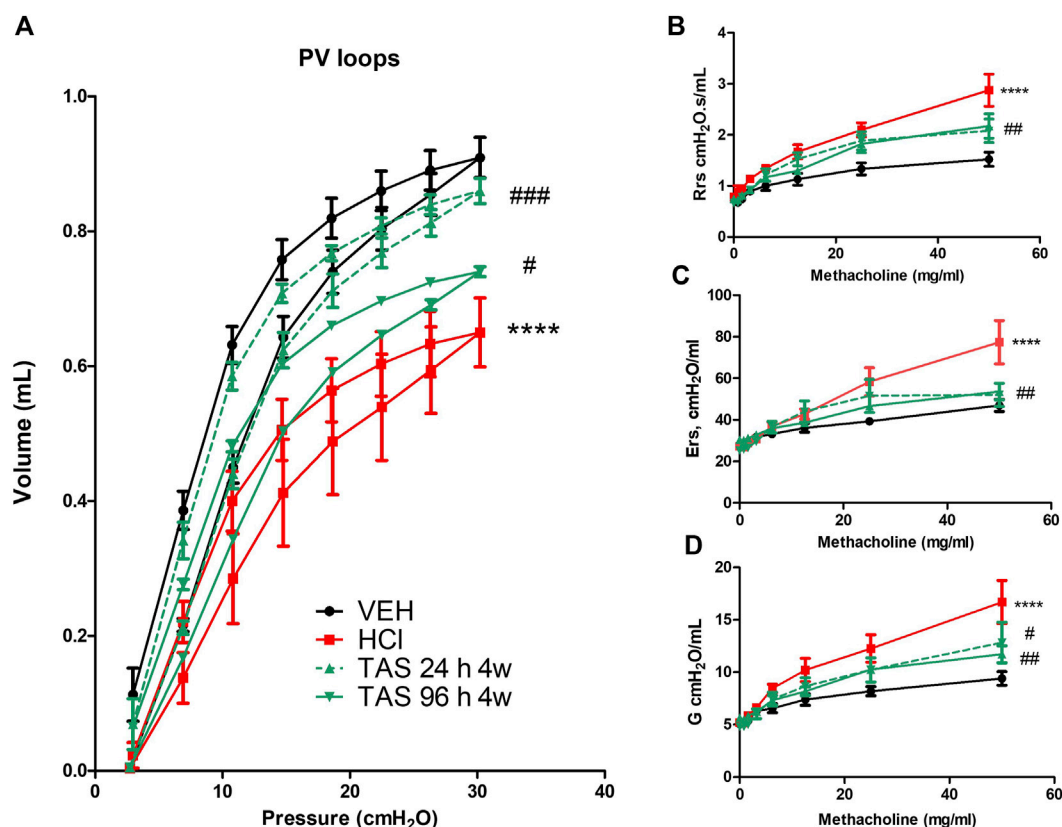 A
PV loops
1.0
0.8
0.6
0.4
0.2
0.0
Volume (mL)
0
10
20
30
40
Pressure (cmH2O)
###
#
****
VEH
HCl
TAS 24 h 4w
TAS 96 h 4w
B
4
3
2
1
0
Rrs cmH2O.s/mL
0
20
40
60
Methacholine (mg/ml)
****
##
C
100
80
60
40
20
0
Ers, cmH2O/ml
0
20
40
60
Methacholine (mg/ml)
****
##
D
20
15
10
5
0
G cmH2O/mL
0
20
40
60
Methacholine (mg/ml)
****
#
##